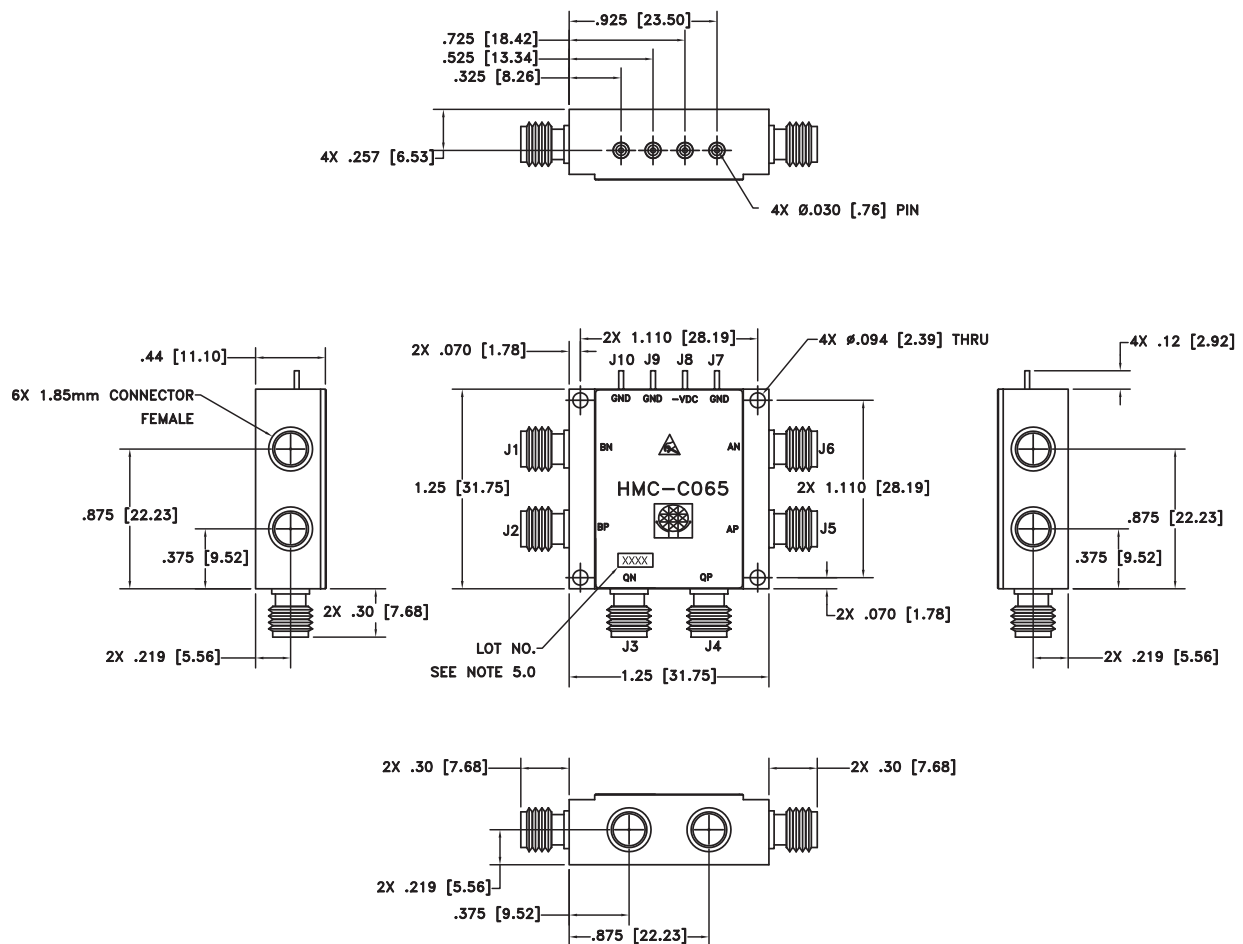 .925 [23.50]
.725 [18.42]
.525 [13.34]
.325 [8.26]
4X .257 [6.53]
4X Ø.030 [.76] PIN
.44 [11.10]
6X 1.85mm CONNECTOR
FEMALE
.875 [22.23]
.375 [9.52]
2X .30 [7.68]
2X .219 [5.56]
2X 1.110 [28.19]
2X .070 [1.78]
4X Ø.094 [2.39] THRU
J10 J9 J8 J7
GND GND -VDC GND
J1 BN AN J6
1.25 [31.75]
HMC-C065
2X 1.110 [28.19]
J2 BP AP J5
XXXX
QN QP
2X .070 [1.78]
J3 J4
LOT NO.
SEE NOTE 5.0
1.25 [31.75]
4X .12 [2.92]
.875 [22.23]
.375 [9.52]
2X .219 [5.56]
2X .30 [7.68]
2X .30 [7.68]
2X .219 [5.56]
.375 [9.52]
.875 [22.23]